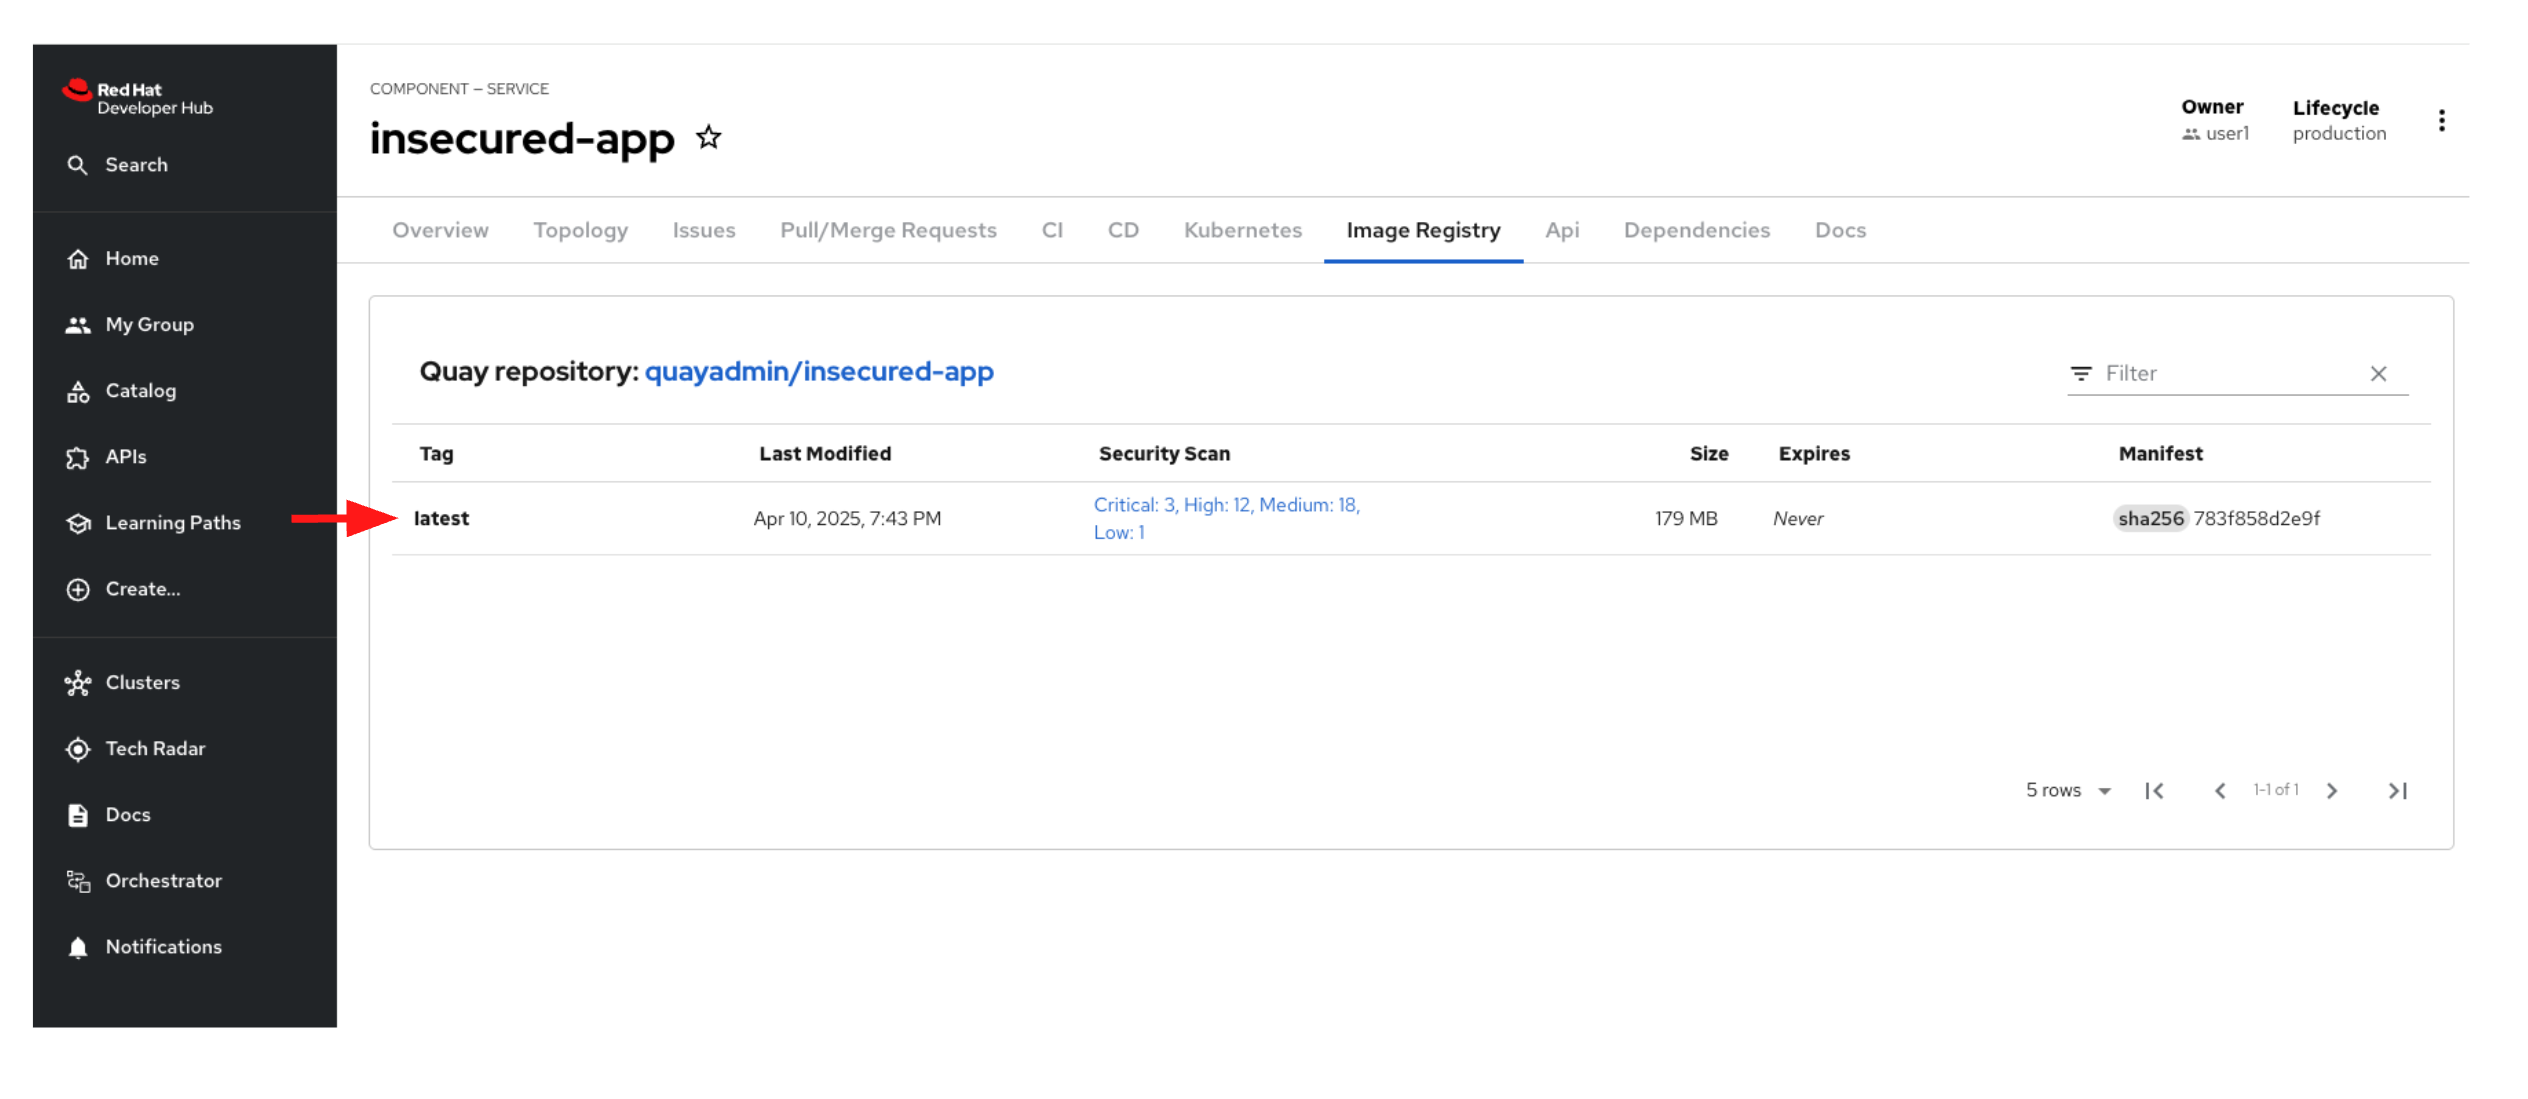 Red Hat
Developer Hub
Search
Home
My Group
Catalog
APIs
Learning Paths
Create...
Clusters
Tech Radar
Docs
Orchestrator
Notifications
COMPONENT – SERVICE
insecured-app
Owner
user1
Lifecycle
production
Overview Topology Issues Pull/Merge Requests CI CD Kubernetes Image Registry Api Dependencies Docs
Quay repository: quayadmin/insecured-app
Filter
Tag Last Modified Security Scan Size Expires Manifest
latest Apr 10, 2025, 7:43 PM Critical: 3, High: 12, Medium: 18, 179 MB Never sha256 783f858d2e9f
Low: 1
5 rows 1-1 of 1